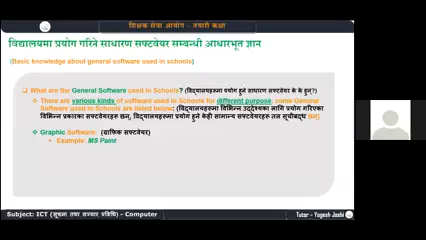 शिक्षक सेवा आयोग – तयारी कक्षा
विद्यालयमा प्रयोग गरिने साधारण सफ्टवेयर सम्बन्धी आधारभूत ज्ञान
(Basic knowledge about general software used in schools)
What are the General Software used in Schools? (विद्यालयहरुमा प्रयोग हुने साधारण सफ्टवेयर के के हुन्?)
There are various kinds of software used in Schools for different purpose, some General
Software used in Schools are listed below: (विद्यालयहरुमा विभिन्न उद्देश्यका लागि प्रयोग गरिएका
विभिन्न प्रकारका सफ्टवेयरहरु छन्, विद्यालयहरुमा प्रयोग हुने केही सामान्य सफ्टवेयरहरु तल सूचीबद्ध छन्)
Graphic Software: (ग्राफिक सफ्टवेयर)
Example: MS Paint
Subject: ICT (सूचना तथा सञ्चार प्रविधि) - Computer
Tutor – Yogesh Joshi